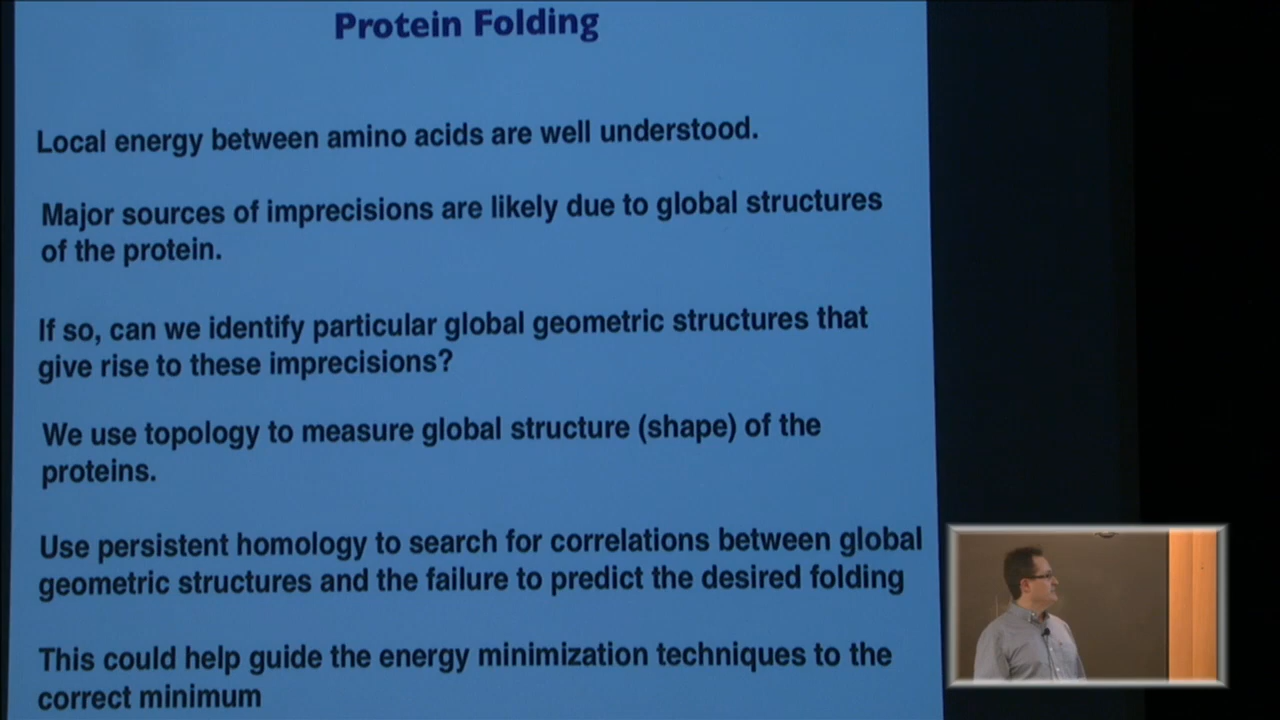 Protein Folding
Local energy between amino acids are well understood.
Major sources of imprecisions are likely due to global structures
of the protein.
If so, can we identify particular global geometric structures that
give rise to these imprecisions?
We use topology to measure global structure (shape) of the
proteins.
Use persistent homology to search for correlations between global
geometric structures and the failure to predict the desired folding
This could help guide the energy minimization techniques to the
correct minimum